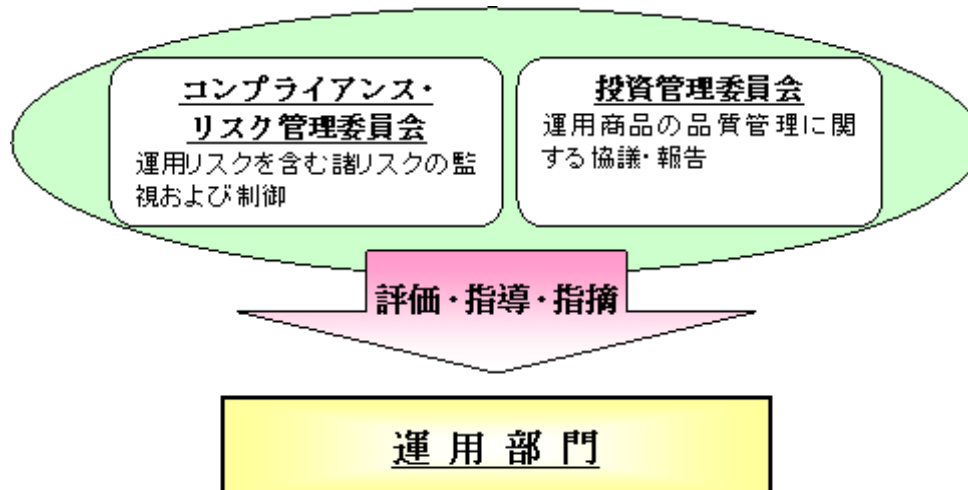 コンプライアンス・
リスク管理委員会
運用リスクを含む諸リスクの監
視および制御
投資管理委員会
運用商品の品質管理に関
する協議・報告
評価・指導・指摘
運用部門